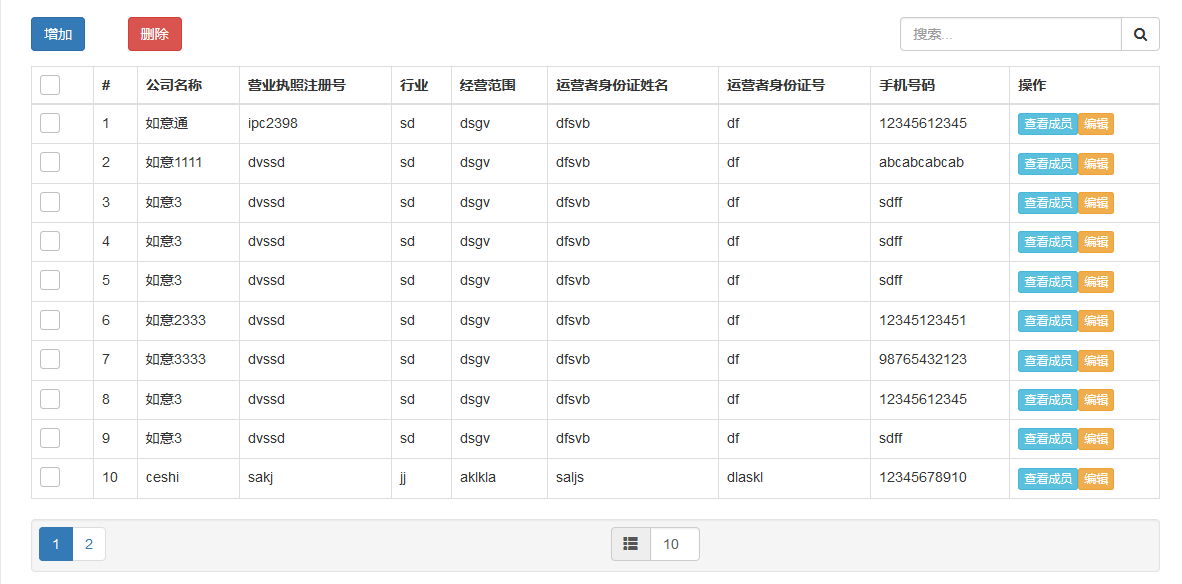 增加 删除 搜索...
# 公司名称 营业执照注册号 行业 经营范围 运营者身份证姓名 运营者身份证号 手机号码 操作
1 如意通 ipc2398 sd dsgv dfsvb df 12345612345 查看成员 编辑
2 如意1111 dvssd sd dsgv dfsvb df abcabcabcab 查看成员 编辑
3 如意3 dvssd sd dsgv dfsvb df sdff 查看成员 编辑
4 如意3 dvssd sd dsgv dfsvb df sdff 查看成员 编辑
5 如意3 dvssd sd dsgv dfsvb df sdff 查看成员 编辑
6 如意2333 dvssd sd dsgv dfsvb df 12345123451 查看成员 编辑
7 如意3333 dvssd sd dsgv dfsvb df 98765432123 查看成员 编辑
8 如意3 dvssd sd dsgv dfsvb df 12345612345 查看成员 编辑
9 如意3 dvssd sd dsgv dfsvb df sdff 查看成员 编辑
10 ceshi sakj jj aklkla saljs dlaskl 12345678910 查看成员 编辑
1 2 10